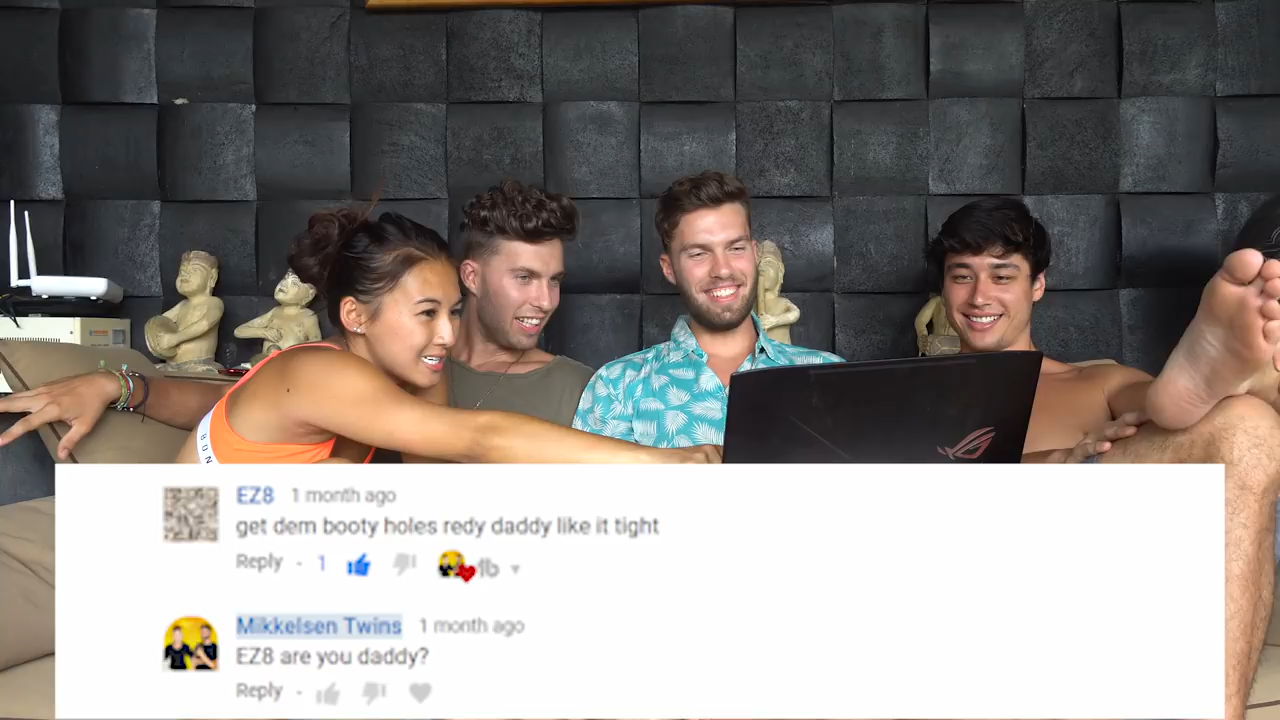 EZ8 1 month ago
get dem booty holes redy daddy like it tight
Reply 1
Mikkelsen Twins 1 month ago
EZ8 are you daddy?
Reply